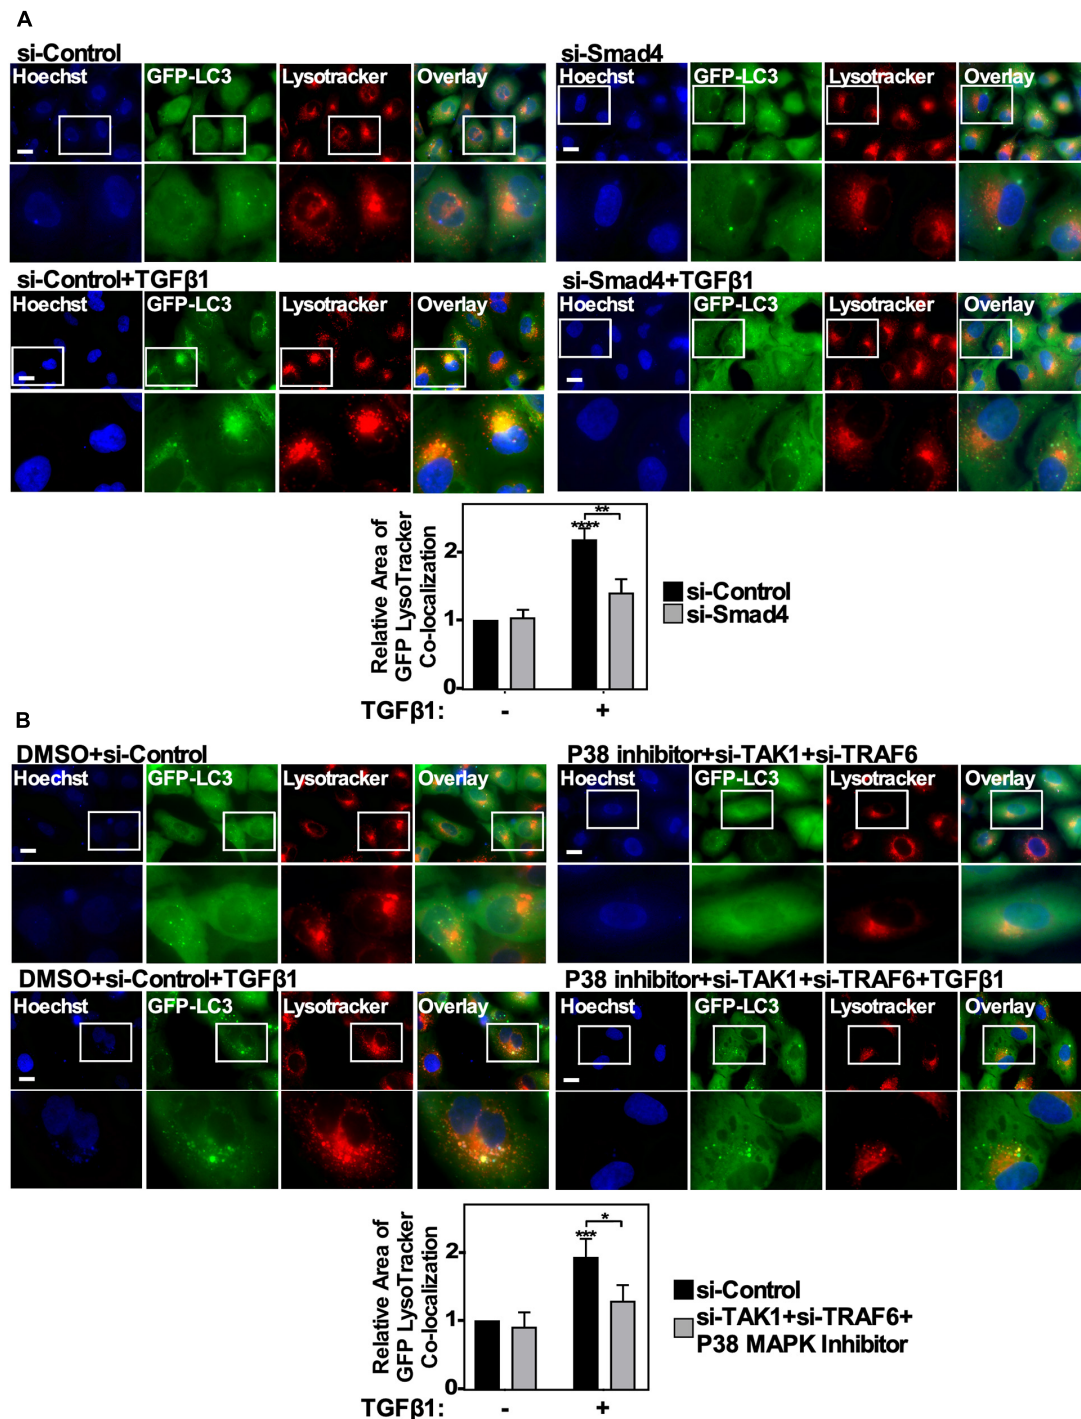 A
si-Control
si-Smad4
Hoechst GFP-LC3 Lysotracker Overlay
Hoechst GFP-LC3 Lysotracker Overlay
si-Control+TGFβ1
si-Smad4+TGFβ1
Hoechst GFP-LC3 Lysotracker Overlay
Hoechst GFP-LC3 Lysotracker Overlay
Relative Area of
GFP LysoTracker
Co-localization
2
1
0
**
****
si-Control
si-Smad4
TGFβ1: - +
B
DMSO+si-Control
P38 inhibitor+si-TAK1+si-TRAF6
Hoechst GFP-LC3 Lysotracker Overlay
Hoechst GFP-LC3 Lysotracker Overlay
DMSO+si-Control+TGFβ1
P38 inhibitor+si-TAK1+si-TRAF6+TGFβ1
Hoechst GFP-LC3 Lysotracker Overlay
Hoechst GFP-LC3 Lysotracker Overlay
Relative Area of
GFP LysoTracker
Co-localization
2
1
0
*
***
si-Control
si-TAK1+si-TRAF6+
P38 MAPK Inhibitor
TGFβ1: - +